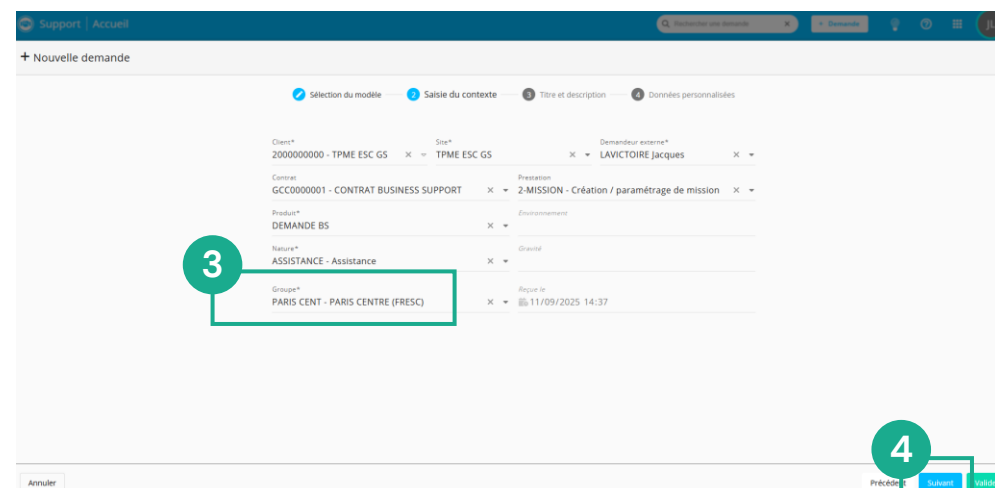 Support | Accueil
Rechercher une demande
+ Demande
JL
+ Nouvelle demande
Sélection du modèle
2 Saisie du contexte
3 Titre et description
4 Données personnalisées
Client* Site* Demandeur externe*
2000000000 - TPME ESC GS TPME ESC GS LAVICTOIRE Jacques
Contrat Prestation
GCC0000001 - CONTRAT BUSINESS SUPPORT 2-MISSION - Création / paramétrage de mission
Produit* Environnement
DEMANDE BS
Nature* Gravité
3
ASSISTANCE - Assistance
Groupe* Reçue le
PARIS CENT - PARIS CENTRE (FRESC) 11/09/2025 14:37
4
Annuler Précédent Suivant Valide